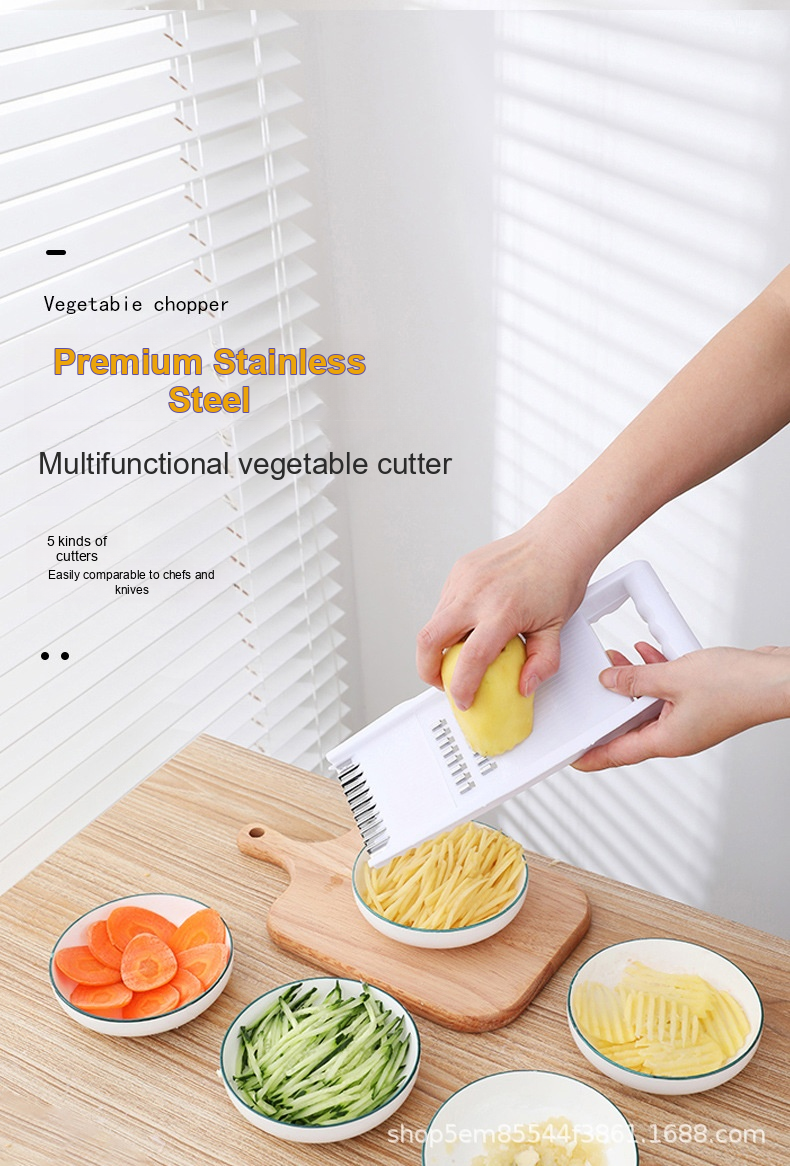 Vegetabie chopper
Premium Stainless
Steel
Multifunctional vegetable cutter
5 kinds of
cutters
Easily comparable to chefs and
knives
shop5em85544f3861.1688.com